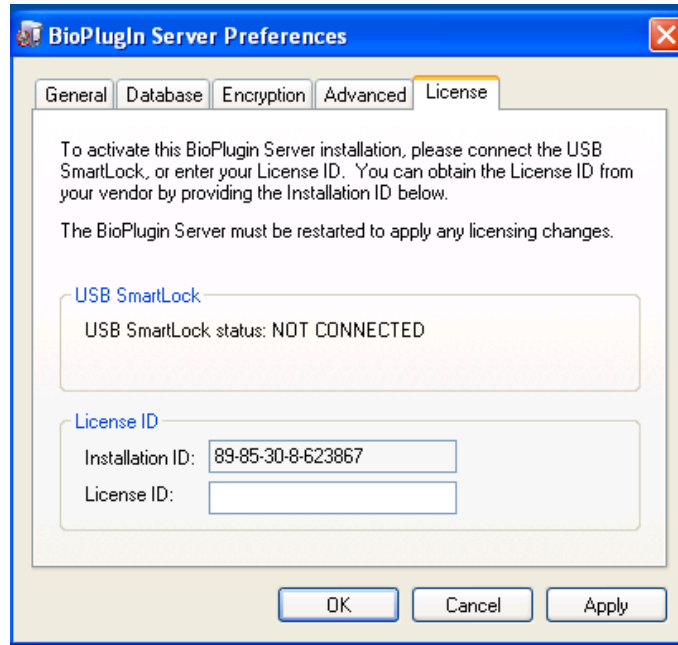 BioPlugIn Server Preferences
General Database Encryption Advanced License
To activate this BioPlugin Server installation, please connect the USB
SmartLock, or enter your License ID. You can obtain the License ID from
your vendor by providing the Installation ID below.
The BioPlugin Server must be restarted to apply any licensing changes.
USB SmartLock
USB SmartLock status: NOT CONNECTED
License ID
Installation ID: 89-85-30-8-623867
License ID:
OK Cancel Apply